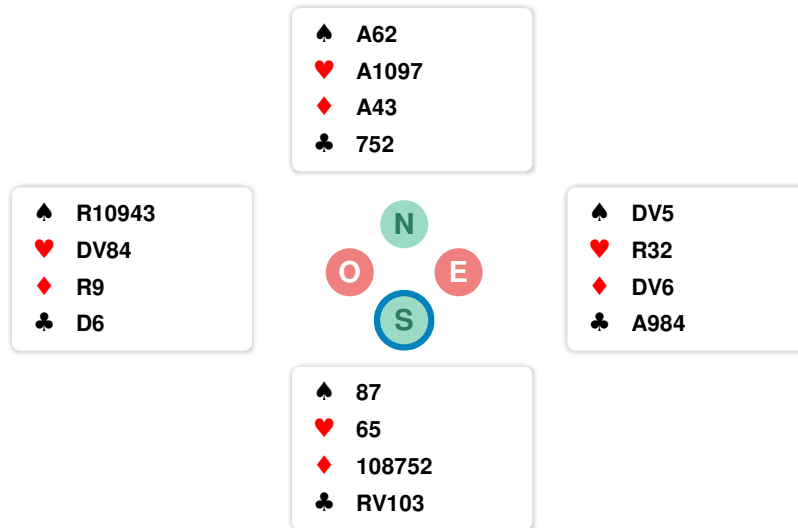 ♠ A62
♥ A1097
♦ A43
♣ 752
♠ R10943
♥ DV84
♦ R9
♣ D6
N
O E
S
♠ DV5
♥ R32
♦ DV6
♣ A984
♠ 87
♥ 65
♦ 108752
♣ RV103